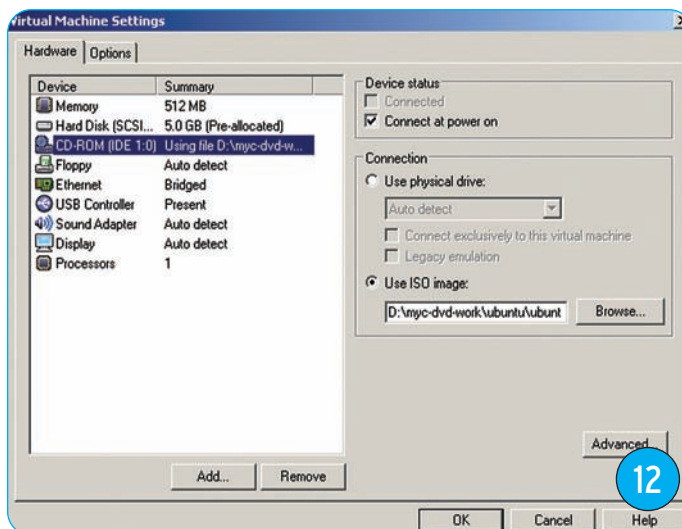 Virtual Machine Settings
Hardware Options
Device Summary
Memory 512 MB
Hard Disk (SCSI... 5.0 GB (Pre-allocated)
CD-ROM (IDE 1:0) Using file D:\myc-dvd-w...
Floppy Auto detect
Ethernet Bridged
USB Controller Present
Sound Adapter Auto detect
Display Auto detect
Processors 1
Add... Remove
Device status
Connected
Connect at power on
Connection
Use physical drive:
Auto detect
Connect exclusively to this virtual machine
Legacy emulation
Use ISO image:
D:\myc-dvd-work\ubuntu\ubunt Browse...
Advanced...
12
OK Cancel Help